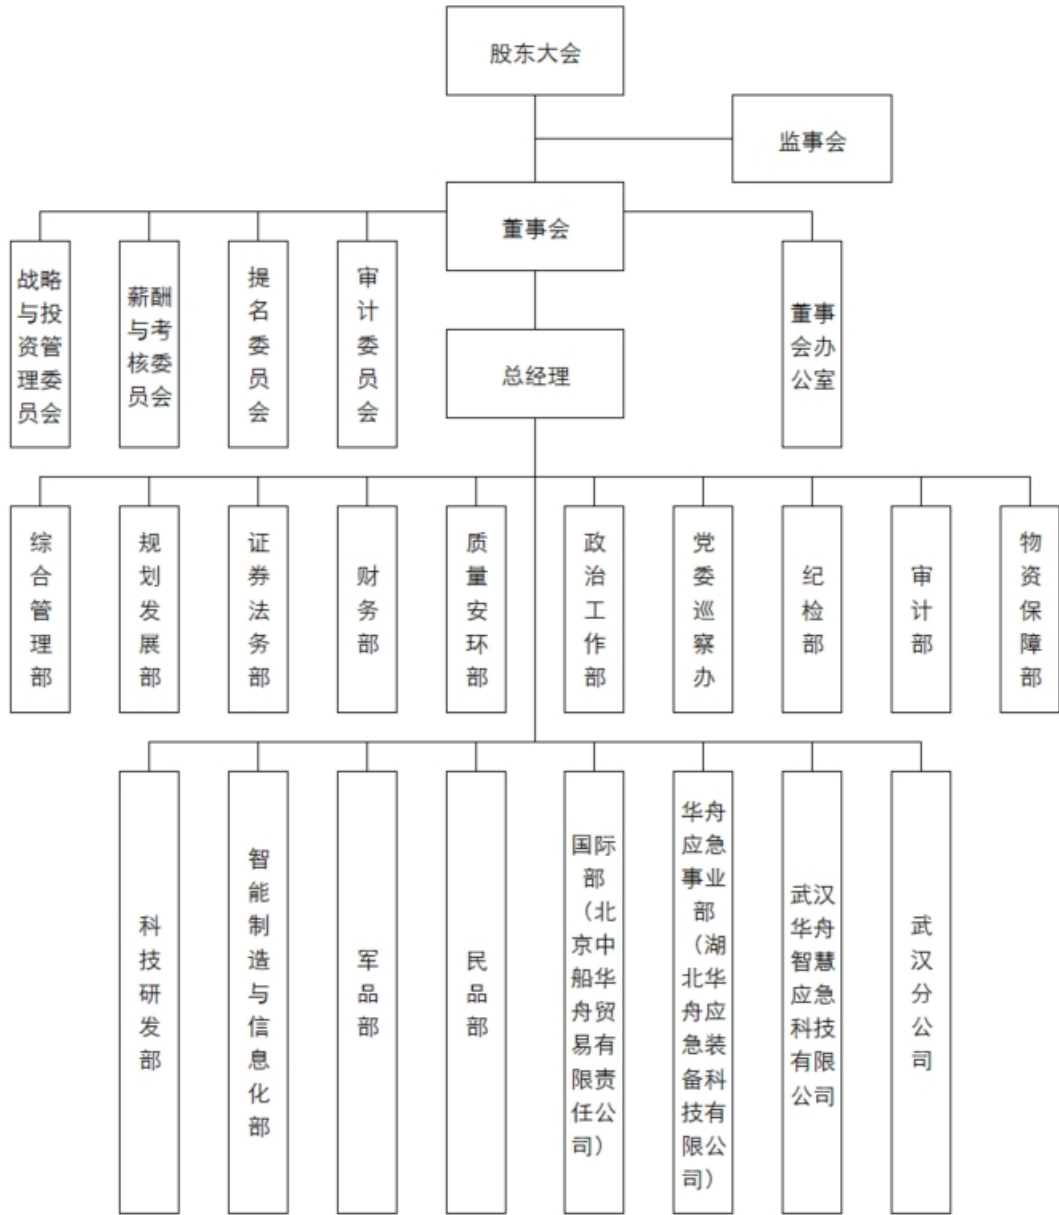 股东大会
监事会
董事会
战略
与投
资管
理委
员会
薪酬
与考
核委
员会
提
名
委
员
会
审
计
委
员
会
总经理
董事
会办
公室
综
合
管
理
部
规
划
发
展
部
证
券
法
务
部
财
务
部
质
量
安
环
部
政
治
工
作
部
党
委
巡
察
办
纪
检
部
审
计
部
物
资
保
障
部
科
技
研
发
部
智
能
制
造
与
信
息
化
部
军
品
部
民
品
部
国际
部
（北
京中
船华
舟贸
易有
限责
任公
司）
华舟
应急
事业
部
（湖
北华
舟应
急装
备科
技有
限公
司）
武汉
华舟
智慧
应急
科技
有限
公司
武
汉
分
公
司